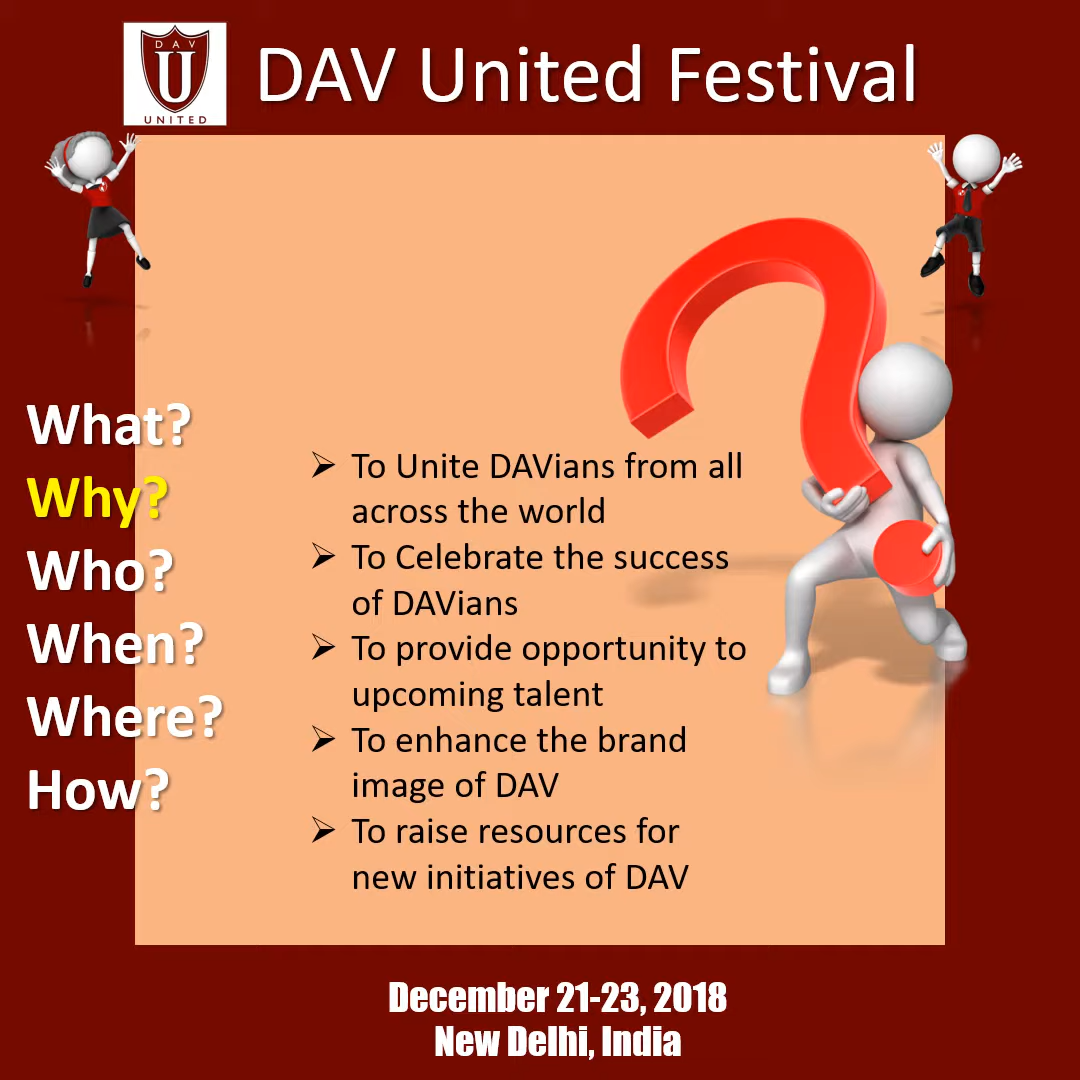 DAV
U
UNITED
DAV United Festival
What?
Why?
Who?
When?
Where?
How?
➢ To Unite DAVians from all
across the world
➢ To Celebrate the success
of DAVians
➢ To provide opportunity to
upcoming talent
➢ To enhance the brand
image of DAV
➢ To raise resources for
new initiatives of DAV
December 21-23, 2018
New Delhi, India